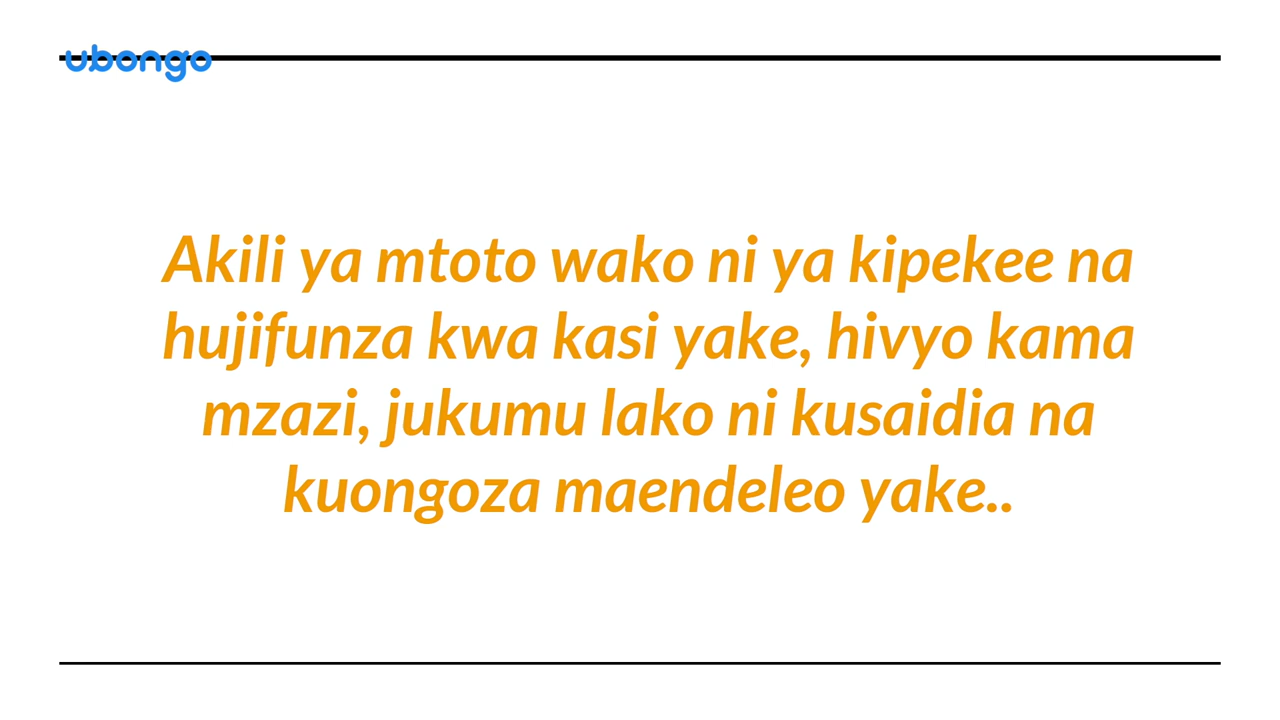 ubongo
Akili ya mtoto wako ni ya kipekee na
hujifunza kwa kasi yake, hivyo kama
mzazi, jukumu lako ni kusaidia na
kuongoza maendeleo yake..